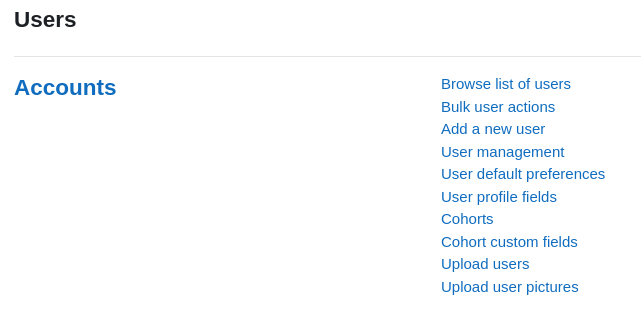 Users
Accounts
Browse list of users
Bulk user actions
Add a new user
User management
User default preferences
User profile fields
Cohorts
Cohort custom fields
Upload users
Upload user pictures